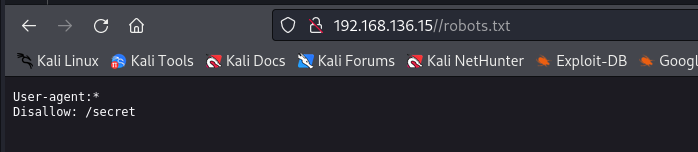 192.168.136.15//robots.txt
Kali Linux Kali Tools Kali Docs Kali Forums Kali NetHunter Exploit-DB Googl
User-agent:*
Disallow: /secret